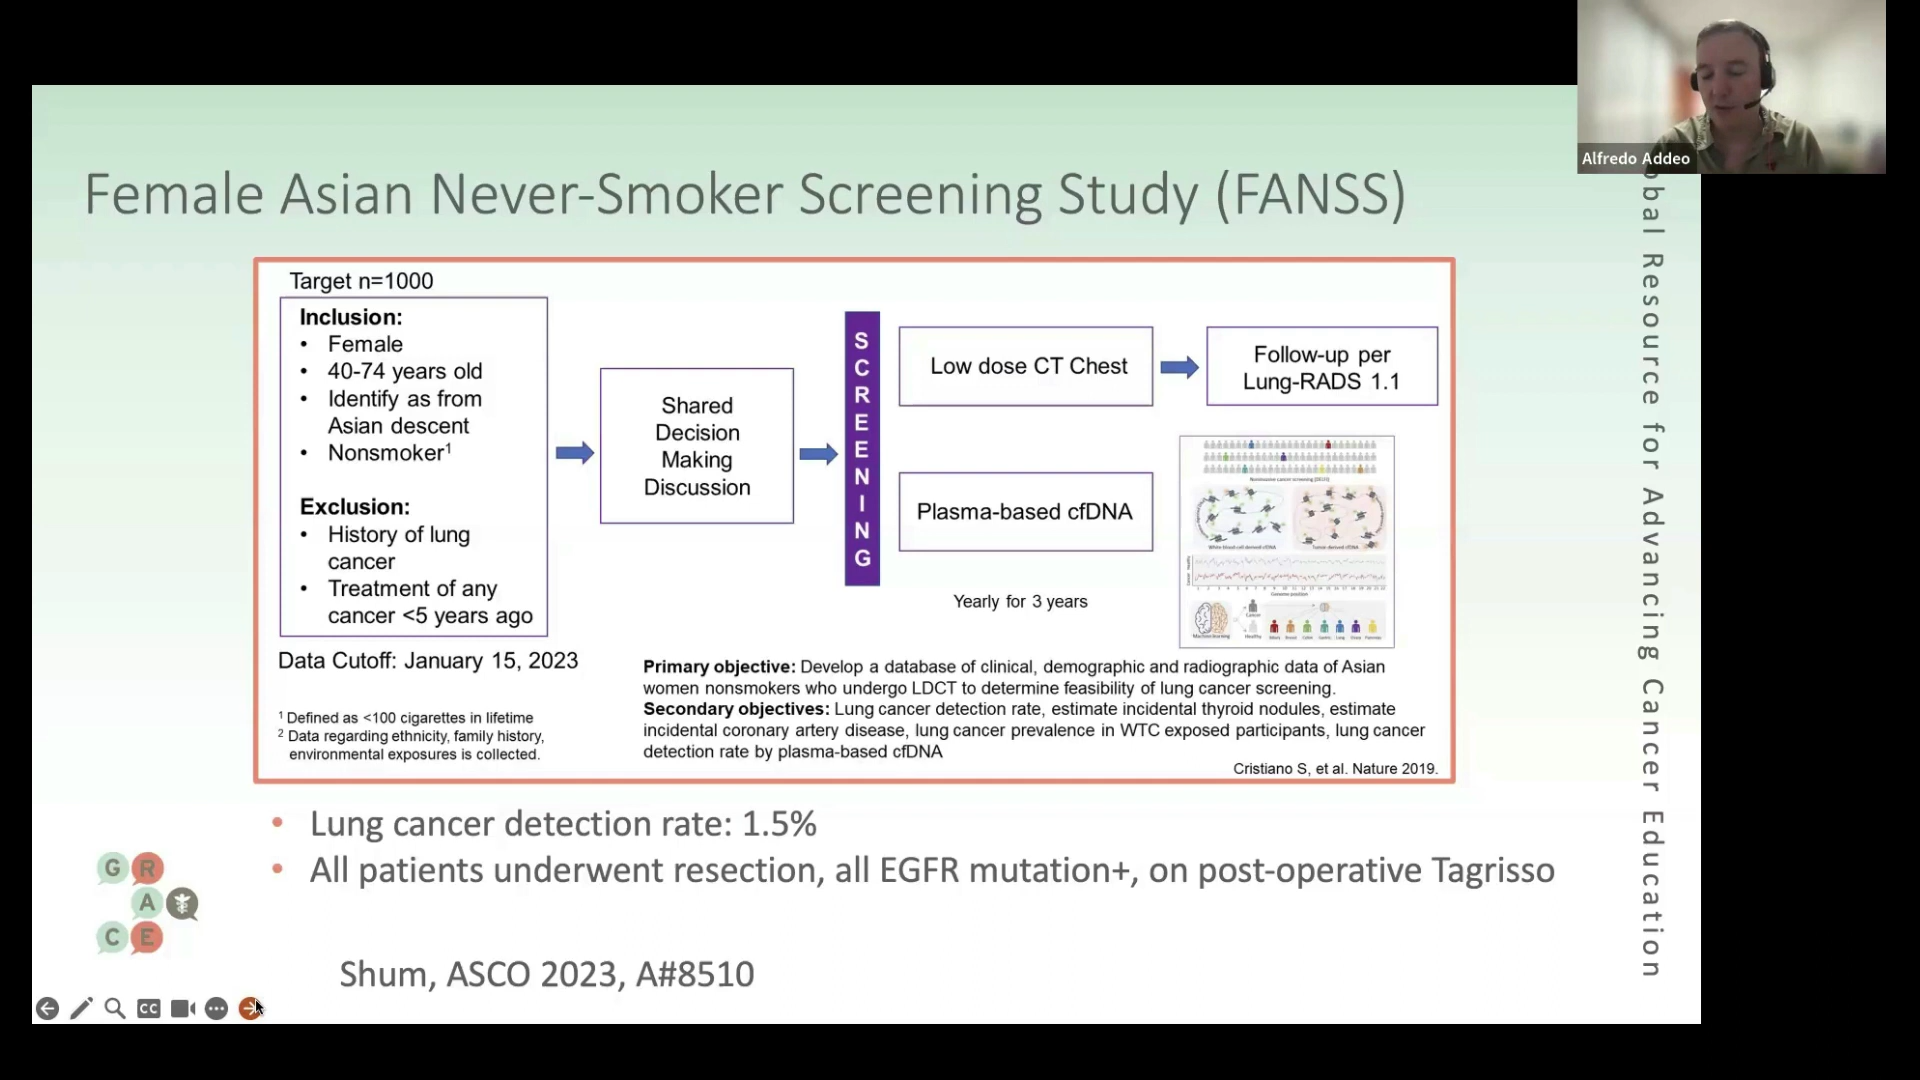 Alfredo Addeo
Female Asian Never-Smoker Screening Study (FANSS)
Target n=1000
Inclusion:
• Female
• 40-74 years old
• Identify as from
Asian descent
• Nonsmoker1
Exclusion:
• History of lung
cancer
• Treatment of any
cancer <5 years ago
Data Cutoff: January 15, 2023
1 Defined as <100 cigarettes in lifetime
2 Data regarding ethnicity, family history,
environmental exposures is collected.
Shared
Decision
Making
Discussion
SCREENING
Low dose CT Chest
Plasma-based cfDNA
Yearly for 3 years
Follow-up per
Lung-RADS 1.1
Primary objective: Develop a database of clinical, demographic and radiographic data of Asian
women nonsmokers who undergo LDCT to determine feasibility of lung cancer screening.
Secondary objectives: Lung cancer detection rate, estimate incidental thyroid nodules, estimate
incidental coronary artery disease, lung cancer prevalence in WTC exposed participants, lung cancer
detection rate by plasma-based cfDNA
Cristiano S, et al. Nature 2019.
• Lung cancer detection rate: 1.5%
• All patients underwent resection, all EGFR mutation+, on post-operative Tagrisso
Shum, ASCO 2023, A#8510
GRACE
CC
obal Resource for Advancing Cancer Education